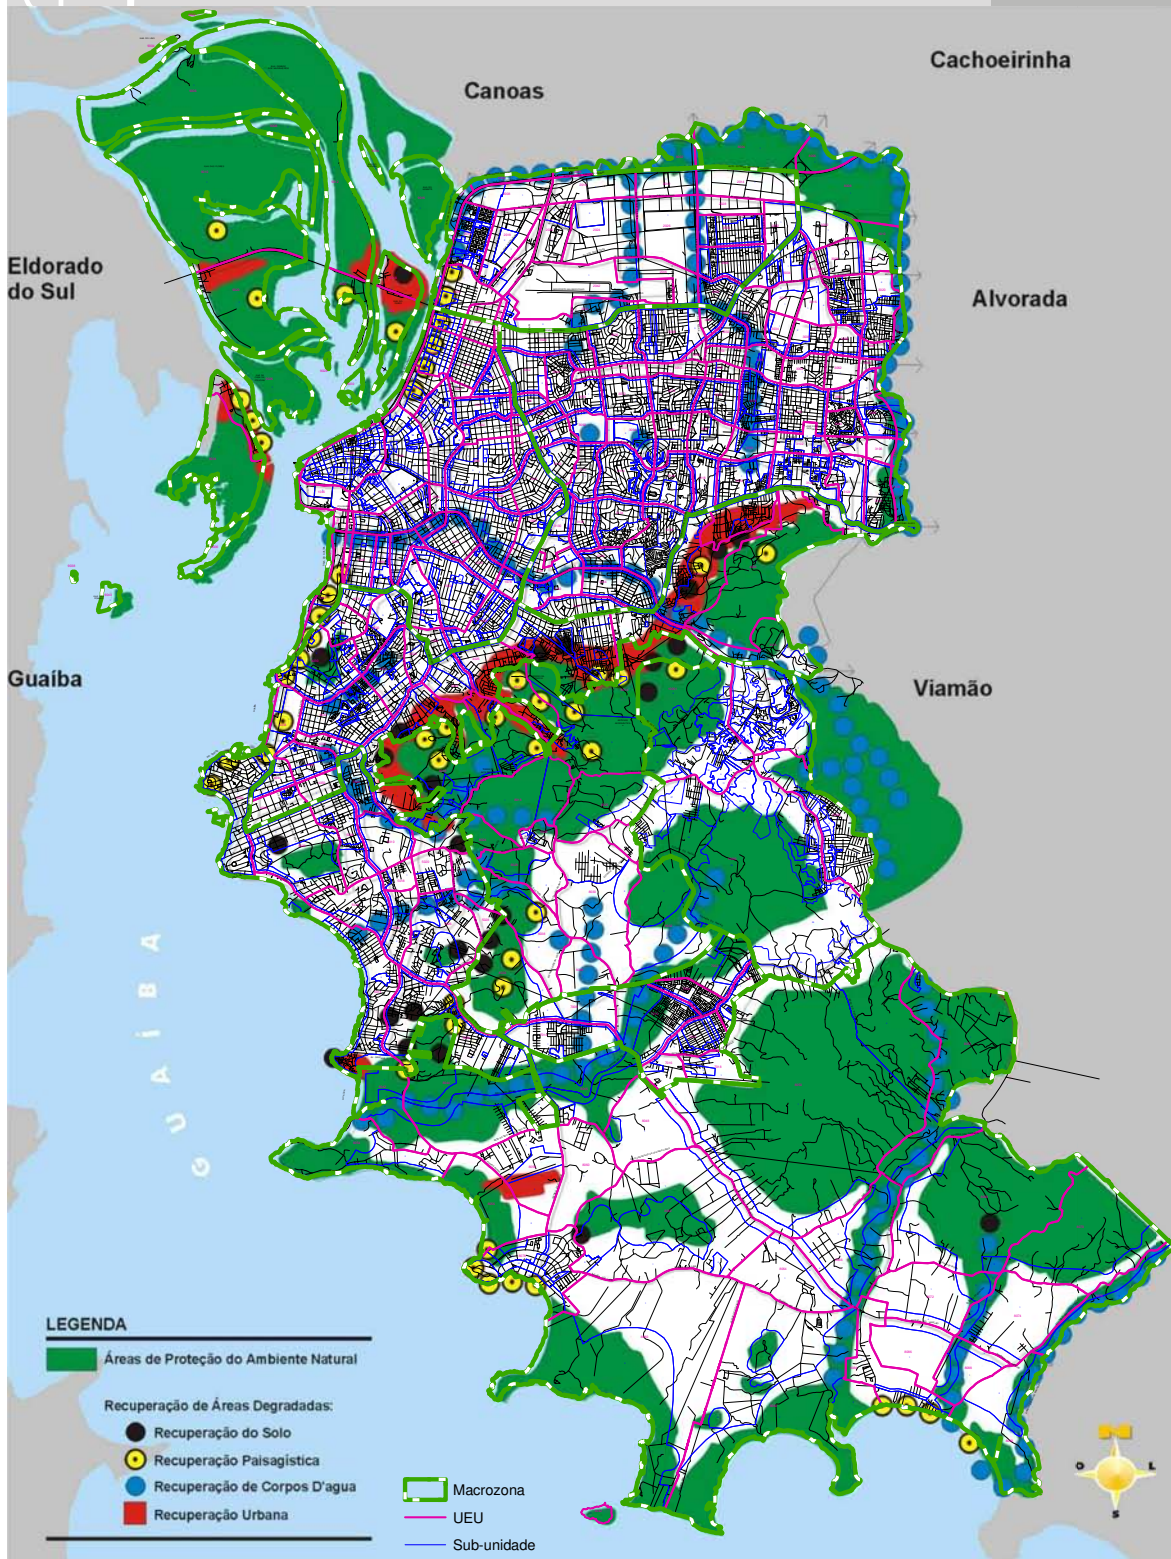 Cachoeirinha
Canoas
Eldorado
do Sul
Alvorada
Guaíba
Viamão
GUAÍBA
LEGENDA
Áreas de Proteção do Ambiente Natural
Recuperação de Áreas Degradadas:
Recuperação do Solo
Recuperação Paisagística
Recuperação de Corpos D'agua
Recuperação Urbana
Macrozona
UEU
Sub-unidade
N
O
L
S